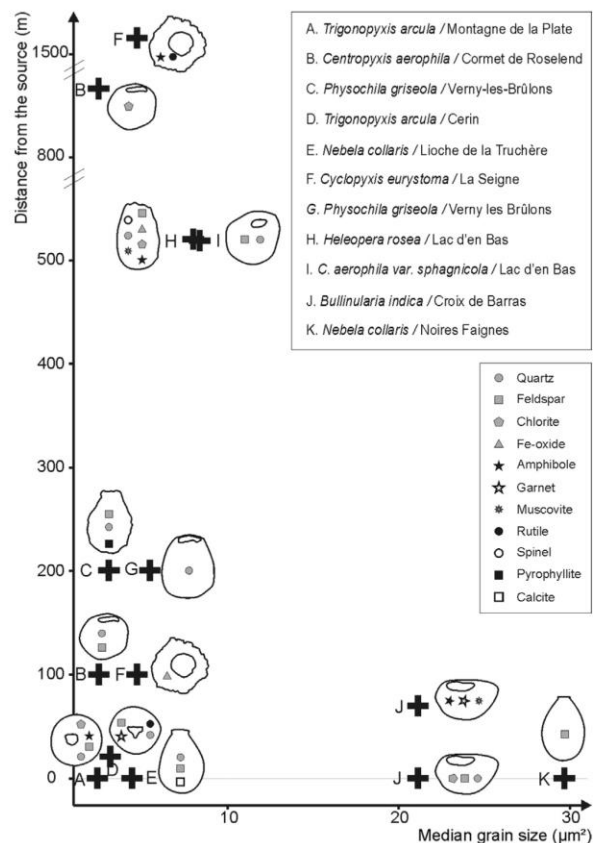 Distance from the source (m)
1500
800
500
400
300
200
100
0
10
20
30
Median grain size (µm²)
F
B
H
I
C
G
B
F
J
A
D
E
J
K
A. Trigonopyxis arcula / Montagne de la Plate
B. Centropyxis aerophila / Cormet de Roselend
C. Physochila griseola / Verny-les-Brûlons
D. Trigonopyxis arcula / Cerin
E. Nebela collaris / Lioche de la Truchère
F. Cyclopyxis eurystoma / La Seigne
G. Physochila griseola / Verny les Brûlons
H. Heleopera rosea / Lac d'en Bas
I. C. aerophila var. sphagnicola / Lac d'en Bas
J. Bullinularia indica / Croix de Barras
K. Nebela collaris / Noires Faignes
Quartz
Feldspar
Chlorite
Fe-oxide
Amphibole
Garnet
Muscovite
Rutile
Spinel
Pyrophyllite
Calcite